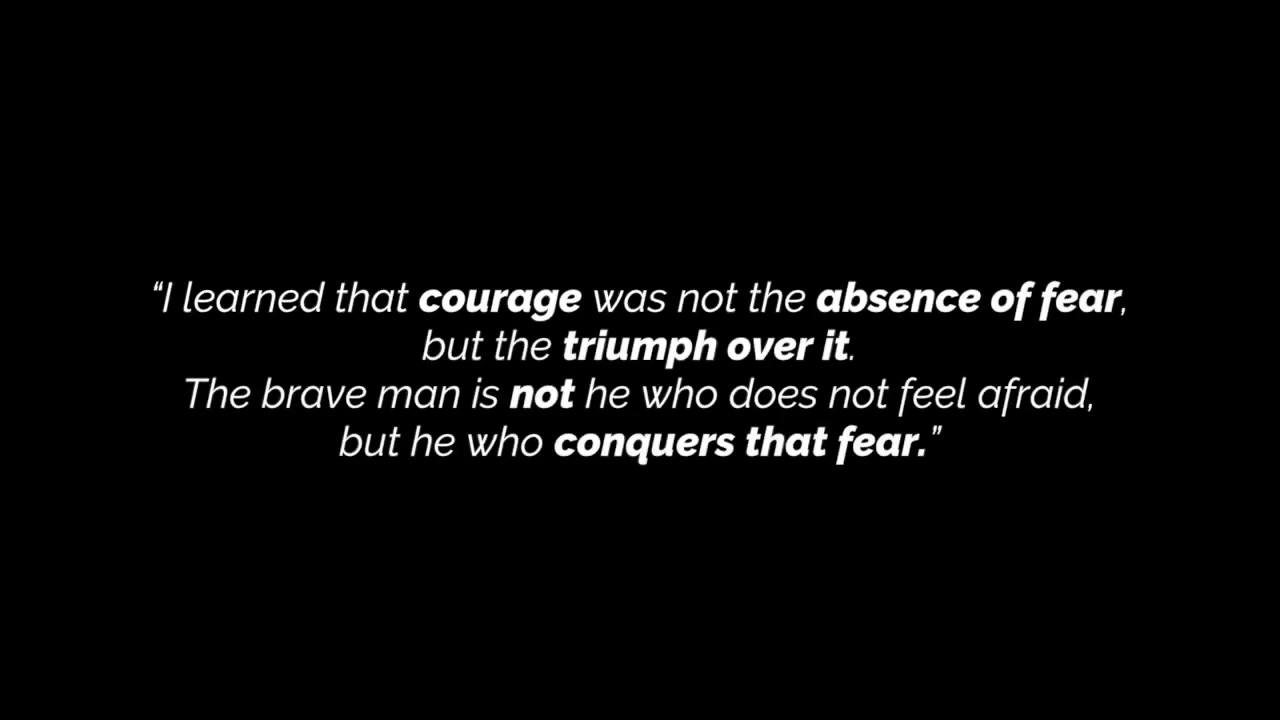 “I learned that courage was not the absence of fear,
but the triumph over it.
The brave man is not he who does not feel afraid,
but he who conquers that fear.”